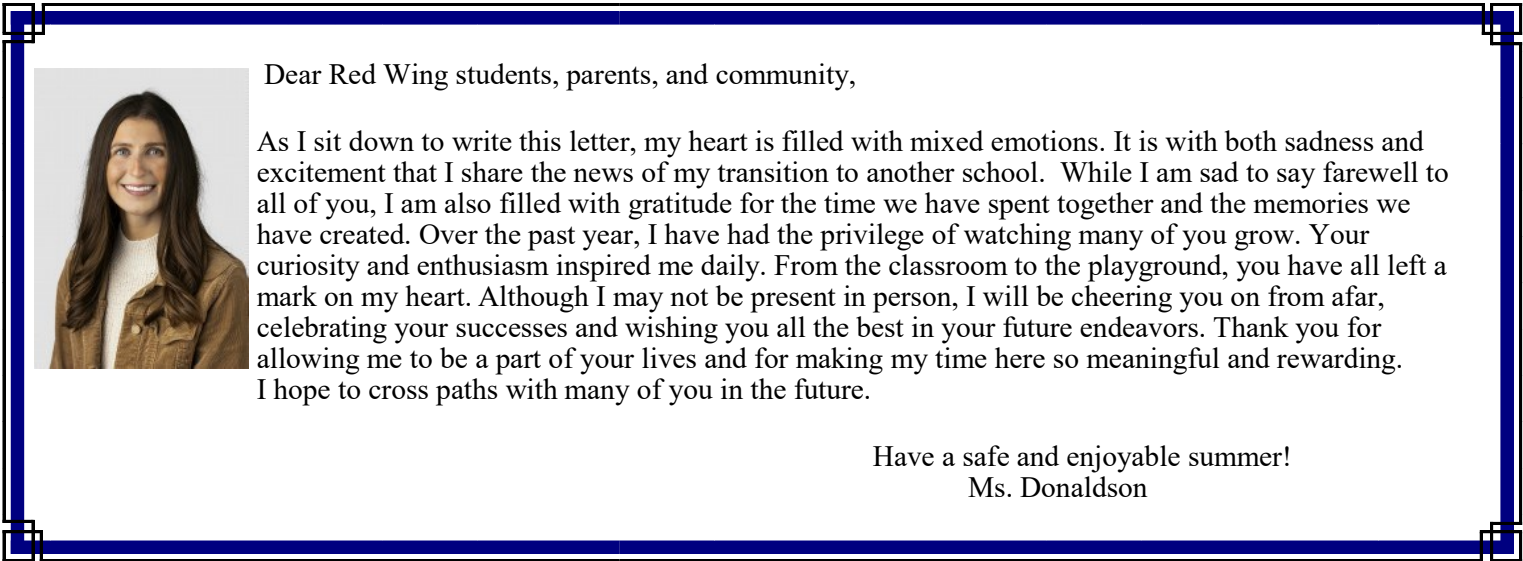 Dear Red Wing students, parents, and community,
As I sit down to write this letter, my heart is filled with mixed emotions. It is with both sadness and
excitement that I share the news of my transition to another school.  While I am sad to say farewell to
all of you, I am also filled with gratitude for the time we have spent together and the memories we
have created. Over the past year, I have had the privilege of watching many of you grow. Your
curiosity and enthusiasm inspired me daily. From the classroom to the playground, you have all left a
mark on my heart. Although I may not be present in person, I will be cheering you on from afar,
celebrating your successes and wishing you all the best in your future endeavors. Thank you for
allowing me to be a part of your lives and for making my time here so meaningful and rewarding.
I hope to cross paths with many of you in the future.
Have a safe and enjoyable summer!
Ms. Donaldson